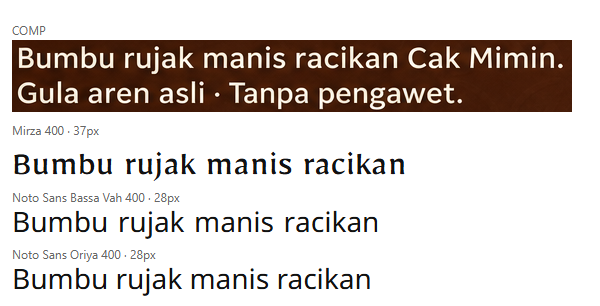 COMP
Bumbu rujak manis racikan Cak Mimin.
Gula aren asli · Tanpa pengawet.
Mirza 400 · 37px
Bumbu rujak manis racikan
Noto Sans Bassa Vah 400 · 28px
Bumbu rujak manis racikan
Noto Sans Oriya 400 · 28px
Bumbu rujak manis racikan